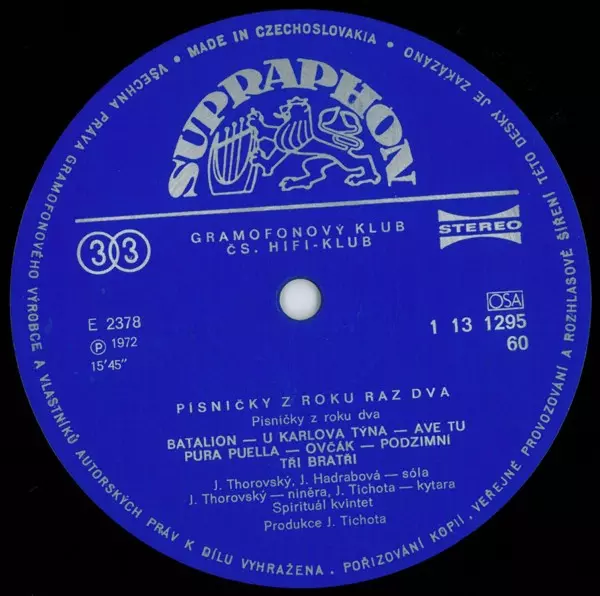 VŠECHNA PRÁVA GRAMOFONOVÉHO VÝROBCE A VLASTNÍKŮ AUTORSKÝCH PRÁV K DÍLU VYHRAŽENA. POŘIZOVÁNÍ KOPIÍ, VEŘEJNÉ PROVOZOVÁNÍ A ROZHLASOVÉ ŠÍŘENÍ TÉTO DESKY JE ZAKÁZÁNO • MADE IN CZECHOSLOVAKIA •
SUPRAPHON
33
GRAMOFONOVÝ KLUB
ČS. HIFI-KLUB
STEREO
E 2378
℗ 1972
15'45"
OSA
1 13 1295
60
PÍSNIČKY Z ROKU RAZ DVA
Písničky z roku dva
BATALION — U KARLOVA TÝNA — AVE TU
PURA PUELLA — OVČÁK — PODZIMNÍ
TŘI BRATŘI
J. Thorovský, J. Hadrabová — sóla
J. Thorovský — niněra, J. Tichota — kytara
Spirituál kvintet
Produkce J. Tichota